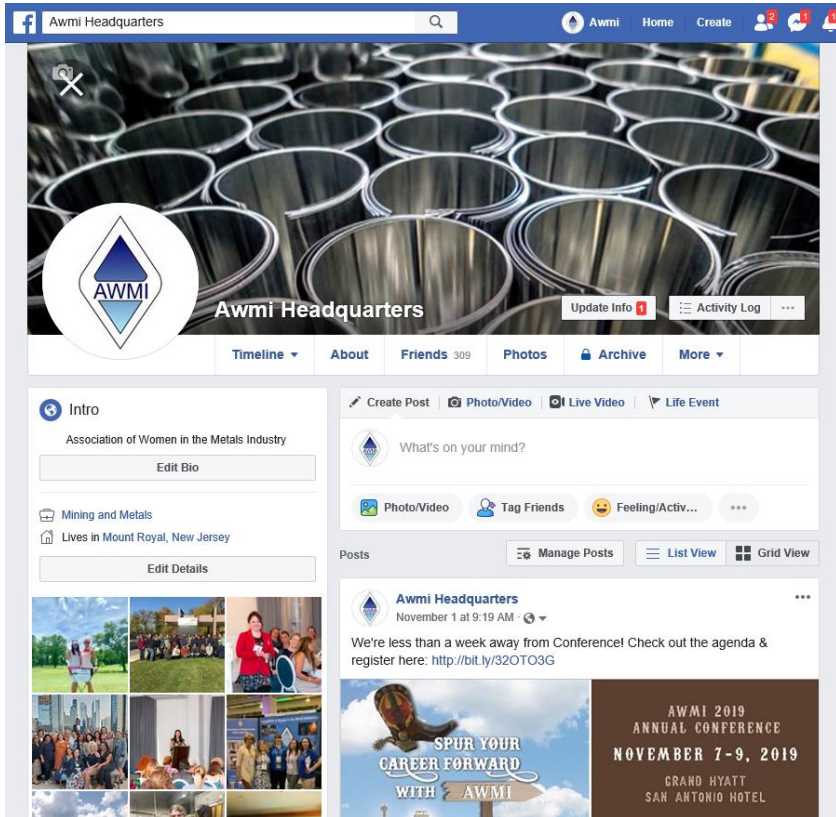 Awmi Headquarters
Awmi Home Create 2 1 1
AWMI
Awmi Headquarters
Update Info 1 Activity Log ...
Timeline About Friends 309 Photos Archive More
Intro
Association of Women in the Metals Industry
Edit Bio
Mining and Metals
Lives in Mount Royal, New Jersey
Edit Details
Create Post Photo/Video Live Video Life Event
What's on your mind?
Photo/Video Tag Friends Feeling/Activ... ...
Posts Manage Posts List View Grid View
Awmi Headquarters ...
November 1 at 9:19 AM ·
We're less than a week away from Conference! Check out the agenda &
register here: http://bit.ly/32OTO3G
SPUR YOUR
CAREER FORWARD
WITH AWMI
AWMI 2019
ANNUAL CONFERENCE
NOVEMBER 7-9, 2019
GRAND HYATT
SAN ANTONIO HOTEL